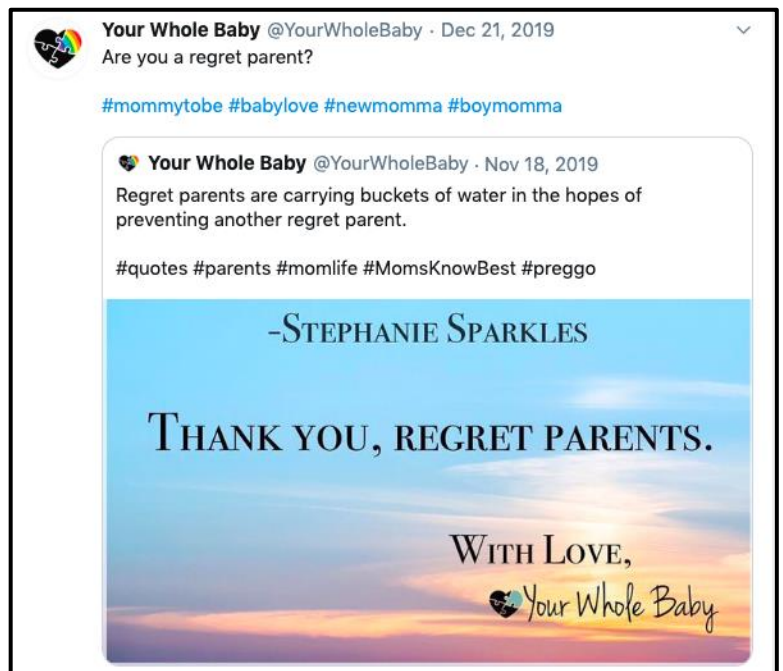 Your Whole Baby @YourWholeBaby · Dec 21, 2019
Are you a regret parent?
#mommytobe #babylove #newmomma #boymomma
Your Whole Baby @YourWholeBaby · Nov 18, 2019
Regret parents are carrying buckets of water in the hopes of
preventing another regret parent.
#quotes #parents #momlife #MomsKnowBest #preggo
-STEPHANIE SPARKLES
THANK YOU, REGRET PARENTS.
WITH LOVE,
Your Whole Baby